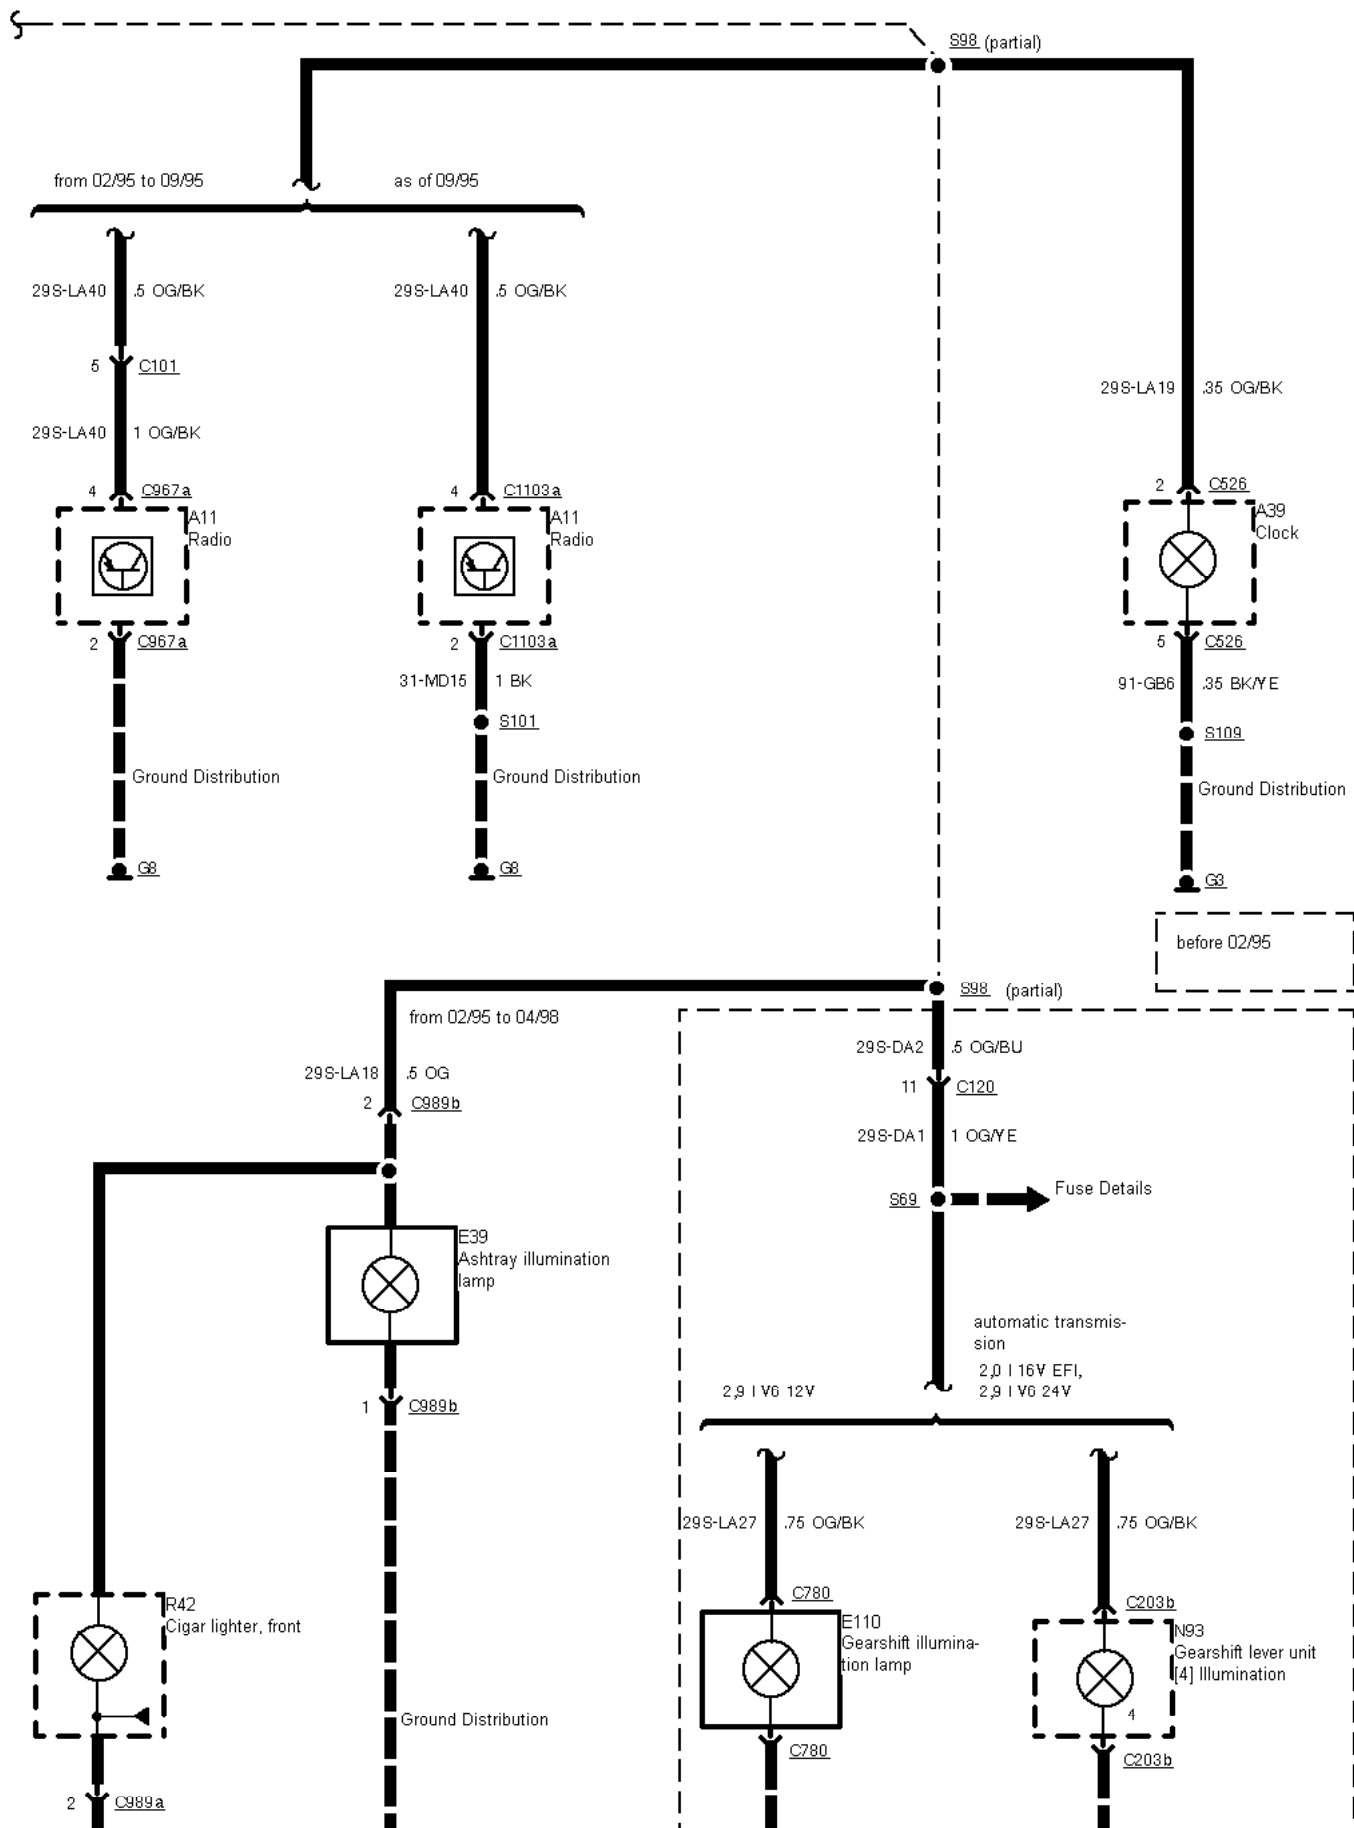 S98 (partial)
from 02/95 to 09/95
as of 09/95
29S-LA40 .5 OG/BK
29S-LA40 .5 OG/BK
5 C101
29S-LA19 .35 OG/BK
29S-LA40 1 OG/BK
4 C967a
4 C1103a
2 C526
A11
Radio
A11
Radio
A39
Clock
2 C967a
2 C1103a
5 C526
31-MD15 1 BK
91-GB6 .35 BK/YE
S101
S109
Ground Distribution
Ground Distribution
Ground Distribution
G8
G8
G3
before 02/95
S98 (partial)
from 02/95 to 04/98
29S-DA2 .5 OG/BU
29S-LA18 .5 OG
11 C120
2 C989b
29S-DA1 1 OG/YE
S69
Fuse Details
E39
Ashtray illumination
lamp
automatic transmis-
sion
2,0 l 16V EFI,
2,9 l V6 24V
2,9 l V6 12V
1 C989b
29S-LA27 .75 OG/BK
29S-LA27 .75 OG/BK
C780
C203b
R42
Cigar lighter, front
E110
Gearshift illumina-
tion lamp
N93
Gearshift lever unit
[4] Illumination
4
Ground Distribution
C780
C203b
2 C989a